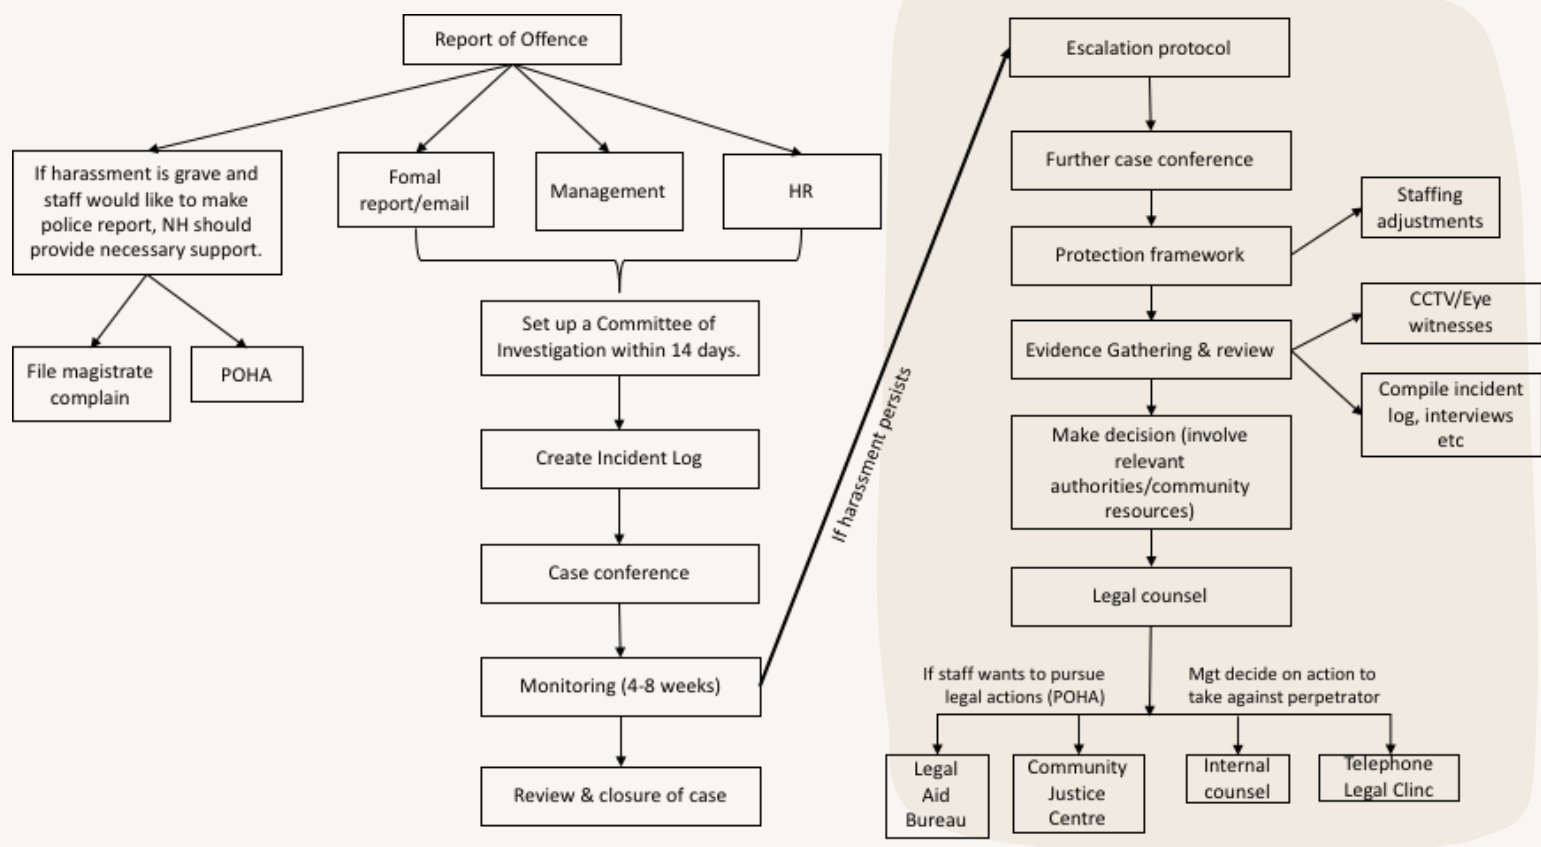 Report of Offence
If harassment is grave and
staff would like to make
police report, NH should
provide necessary support.
Fomal
report/email
Management
HR
File magistrate
complain
POHA
Set up a Committee of
Investigation within 14 days.
Create Incident Log
Case conference
Monitoring (4-8 weeks)
Review & closure of case
If harassment persists
Escalation protocol
Further case conference
Protection framework
Staffing
adjustments
Evidence Gathering & review
CCTV/Eye
witnesses
Compile incident
log, interviews
etc
Make decision (involve
relevant
authorities/community
resources)
Legal counsel
If staff wants to pursue
legal actions (POHA)
Mgt decide on action to
take against perpetrator
Legal
Aid
Bureau
Community
Justice
Centre
Internal
counsel
Telephone
Legal Clinc